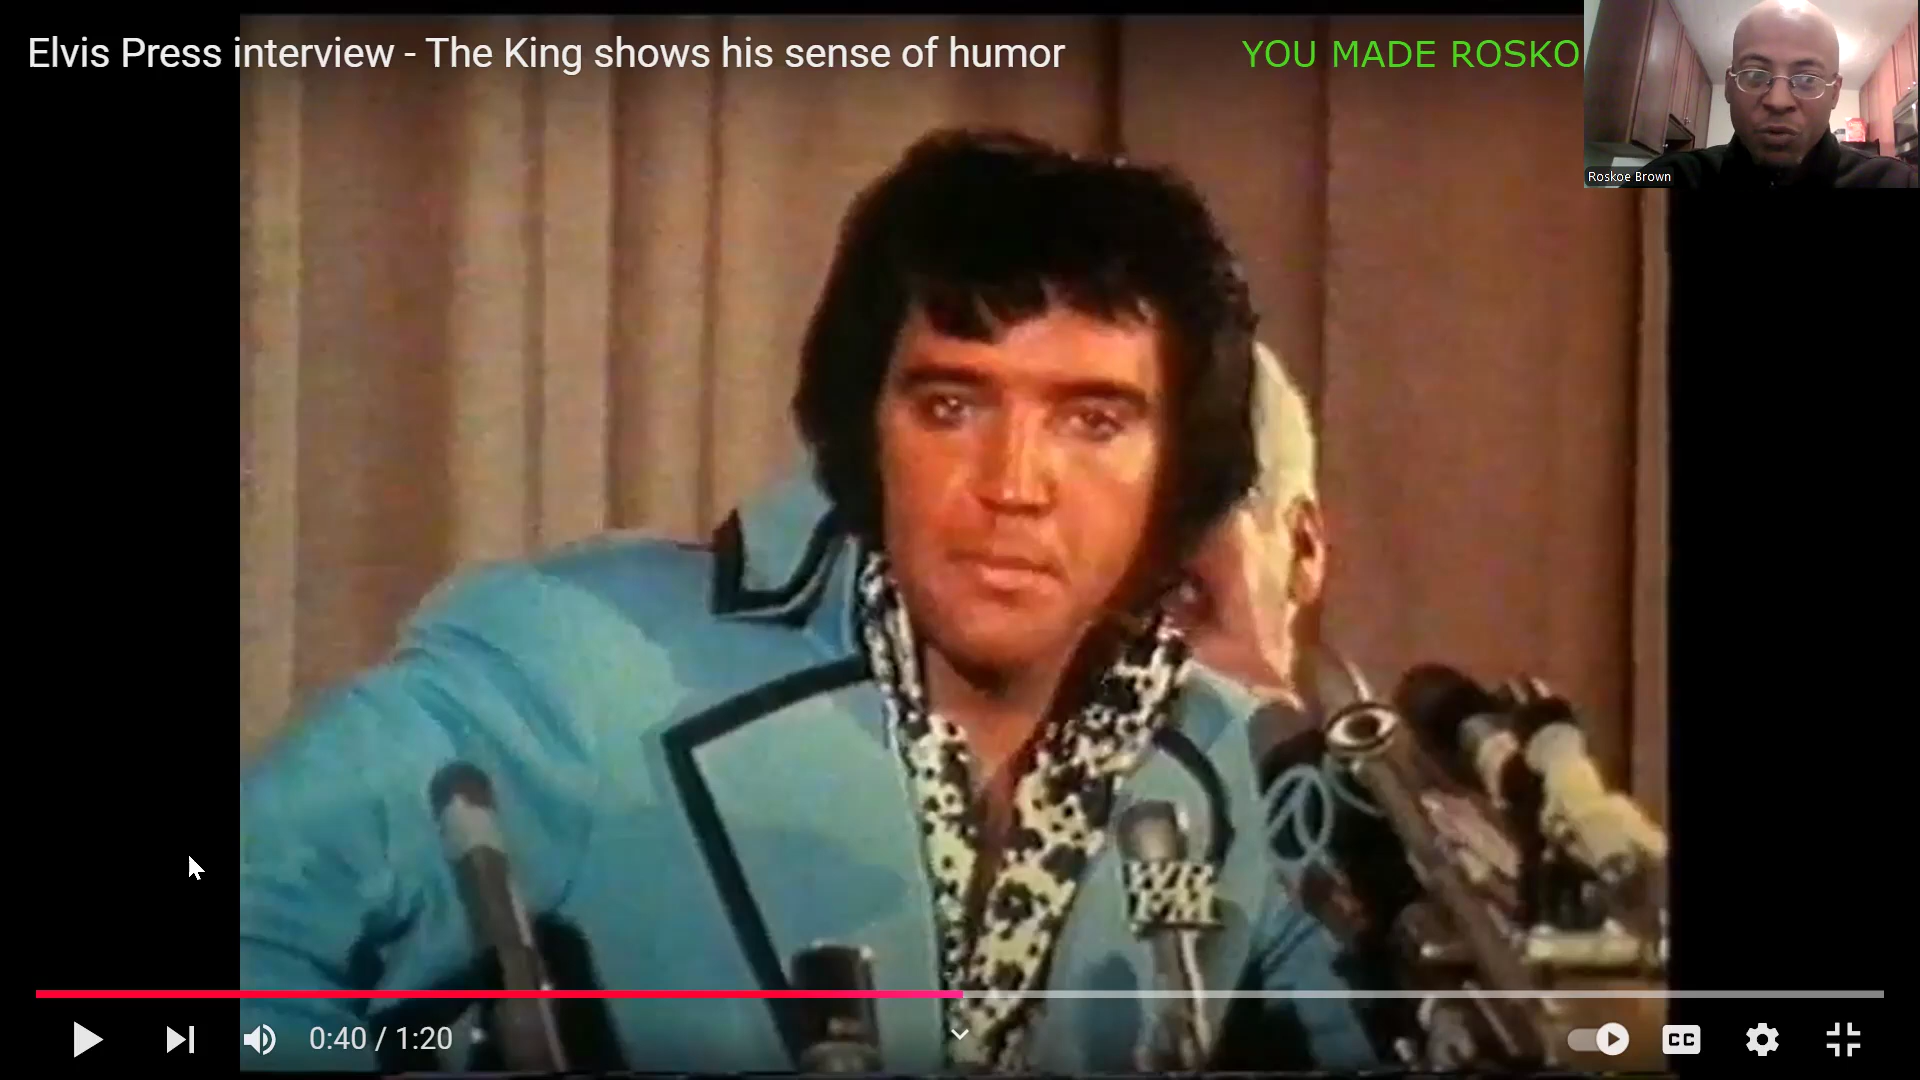 Elvis Press interview - The King shows his sense of humor
YOU MADE ROSKO
Roskoe Brown
WR
FM
0:40 / 1:20
CC